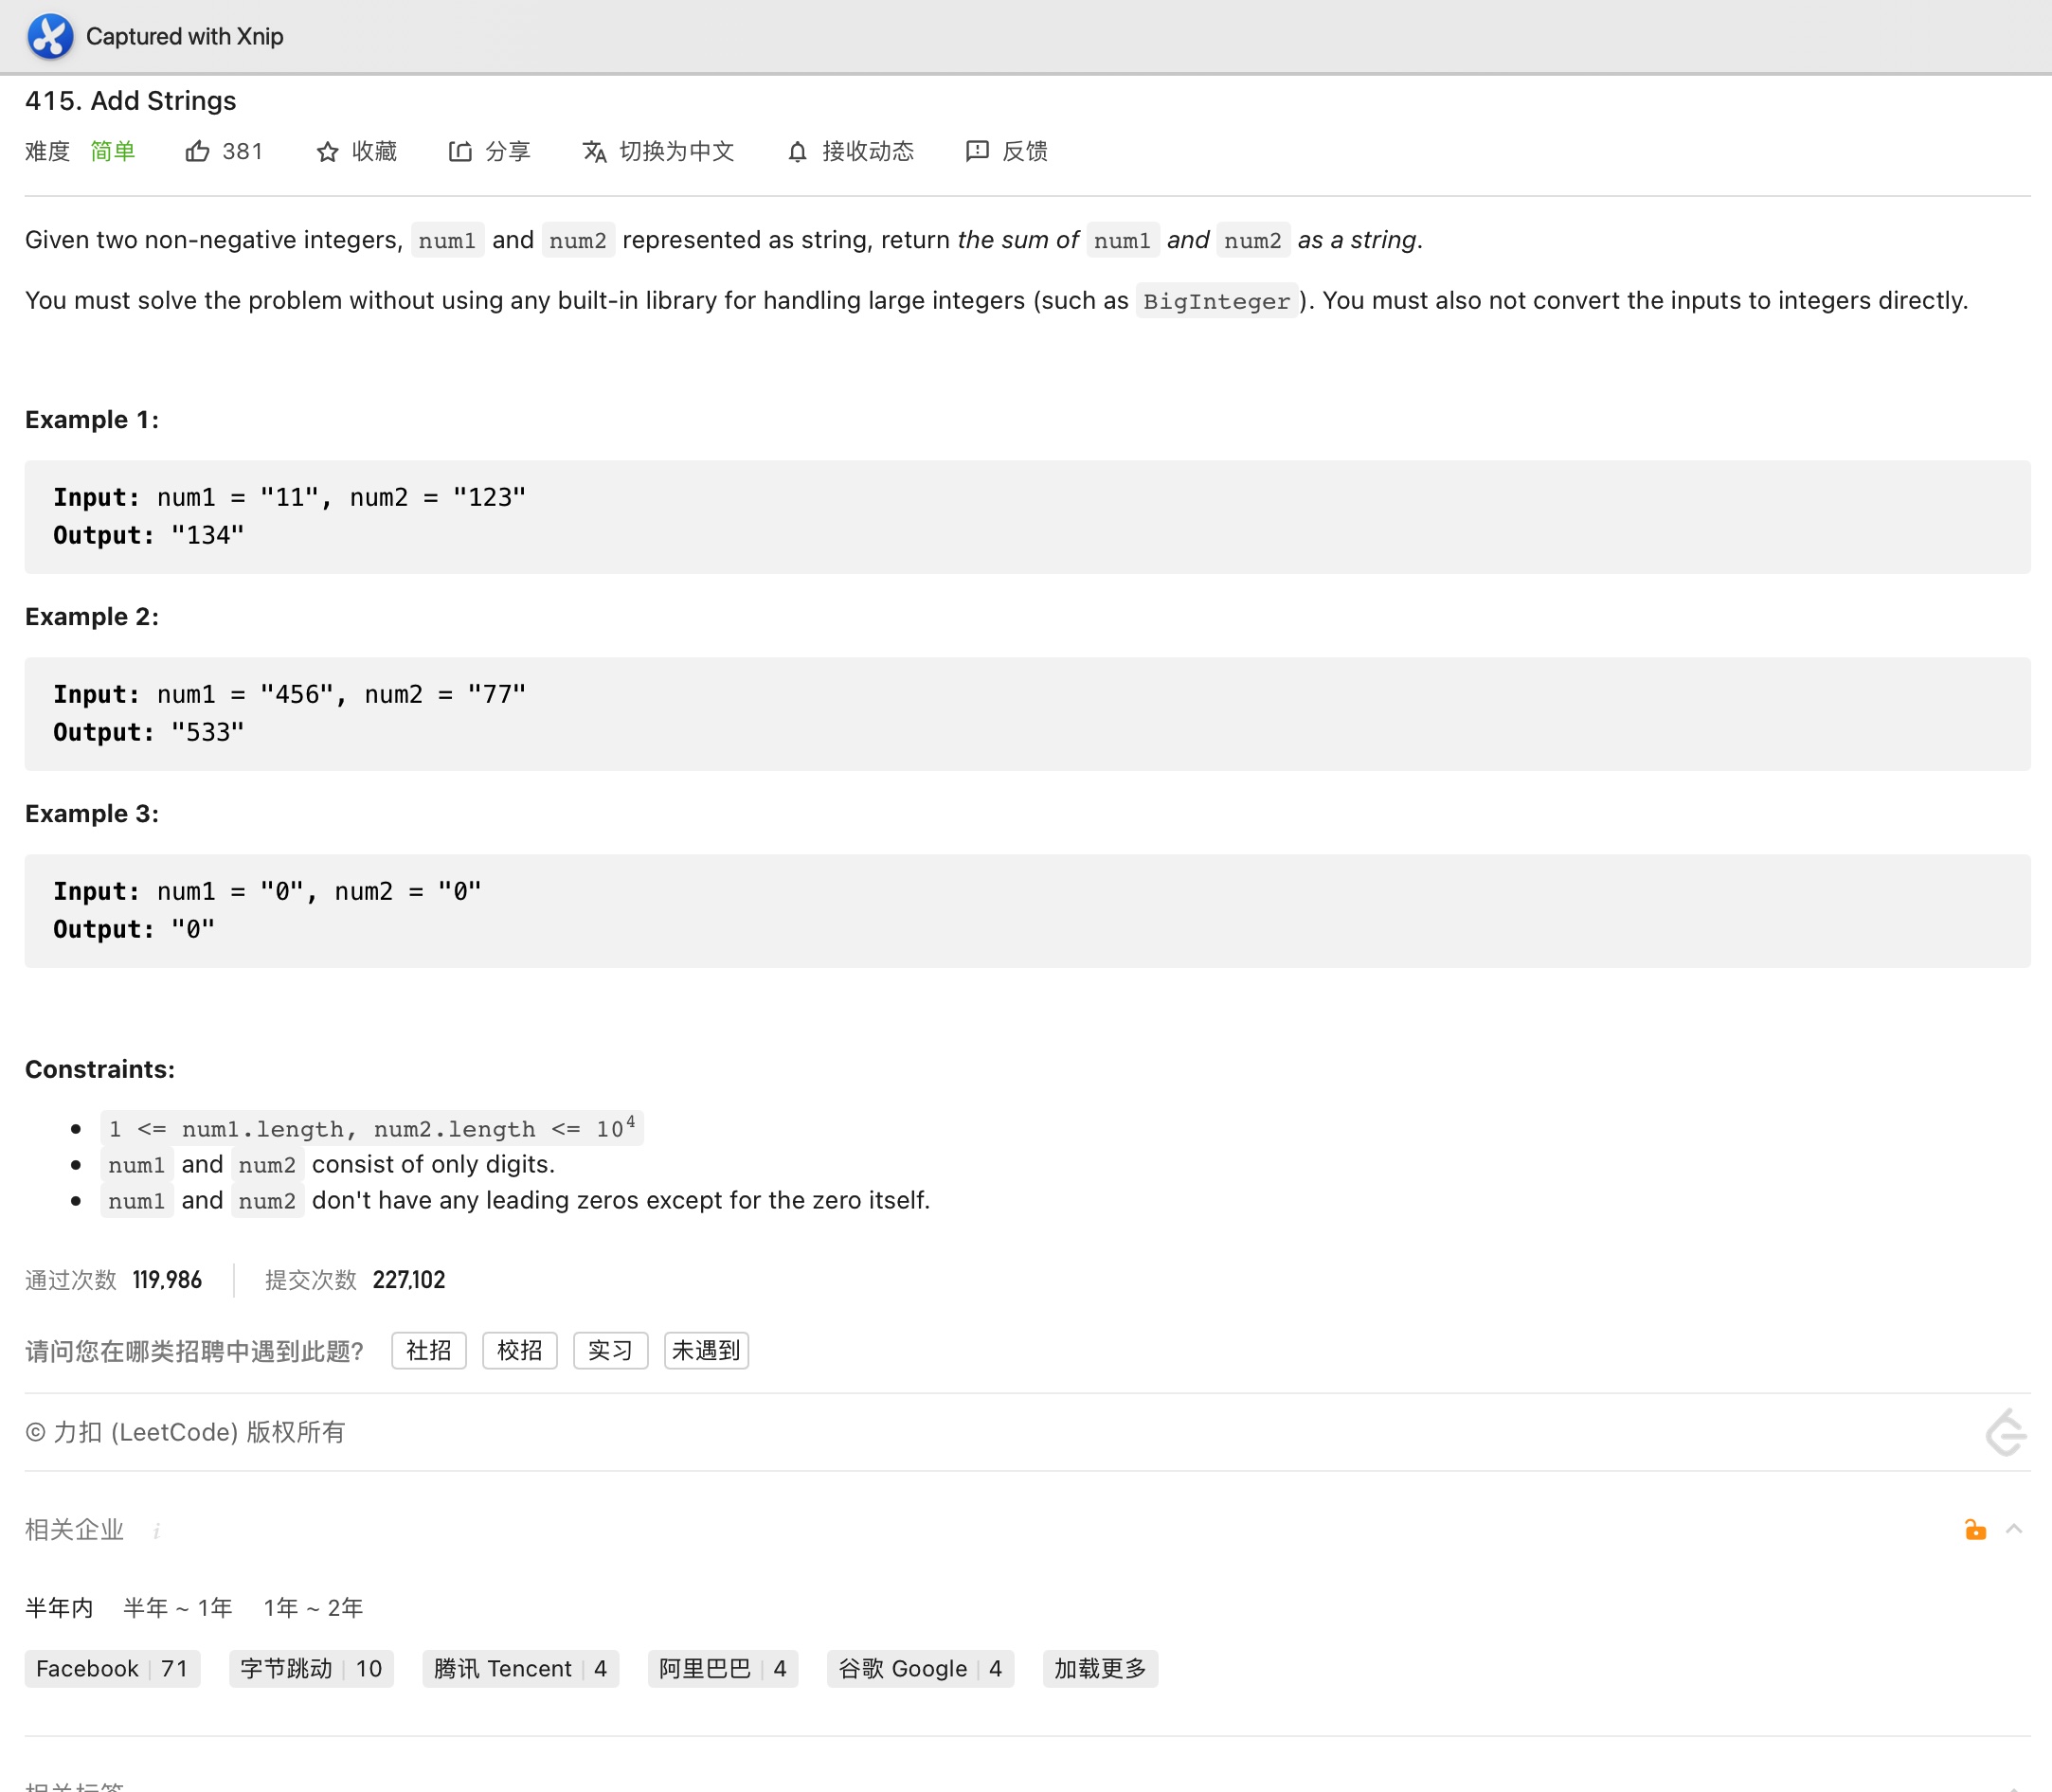 Captured with Xnip
415. Add Strings
难度 简单 381 收藏 分享 切换为中文 接收动态 反馈
Given two non-negative integers, num1 and num2 represented as string, return the sum of num1 and num2 as a string.
You must solve the problem without using any built-in library for handling large integers (such as BigInteger). You must also not convert the inputs to integers directly.
Example 1:
Input: num1 = "11", num2 = "123"
Output: "134"
Example 2:
Input: num1 = "456", num2 = "77"
Output: "533"
Example 3:
Input: num1 = "0", num2 = "0"
Output: "0"
Constraints:
1 <= num1.length, num2.length <= 10⁴
num1 and num2 consist of only digits.
num1 and num2 don't have any leading zeros except for the zero itself.
通过次数 119,986 提交次数 227,102
请问您在哪类招聘中遇到此题? 社招 校招 实习 未遇到
© 力扣 (LeetCode) 版权所有
相关企业 i
半年内 半年 ~ 1年 1年 ~ 2年
Facebook 71 字节跳动 10 腾讯 Tencent 4 阿里巴巴 4 谷歌 Google 4 加载更多